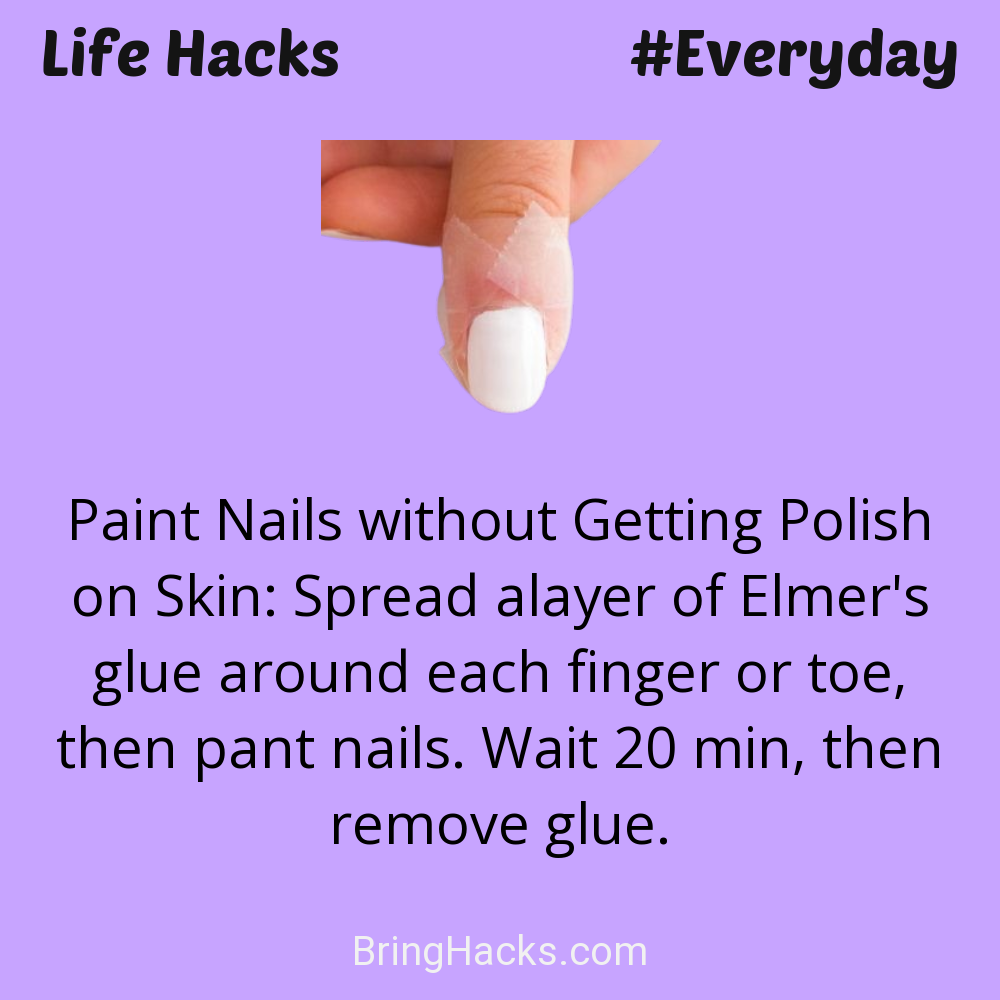 Life Hacks
#Everyday
Paint Nails without Getting Polish
on Skin: Spread alayer of Elmer's
glue around each finger or toe,
then pant nails. Wait 20 min, then
remove glue.
BringHacks.com